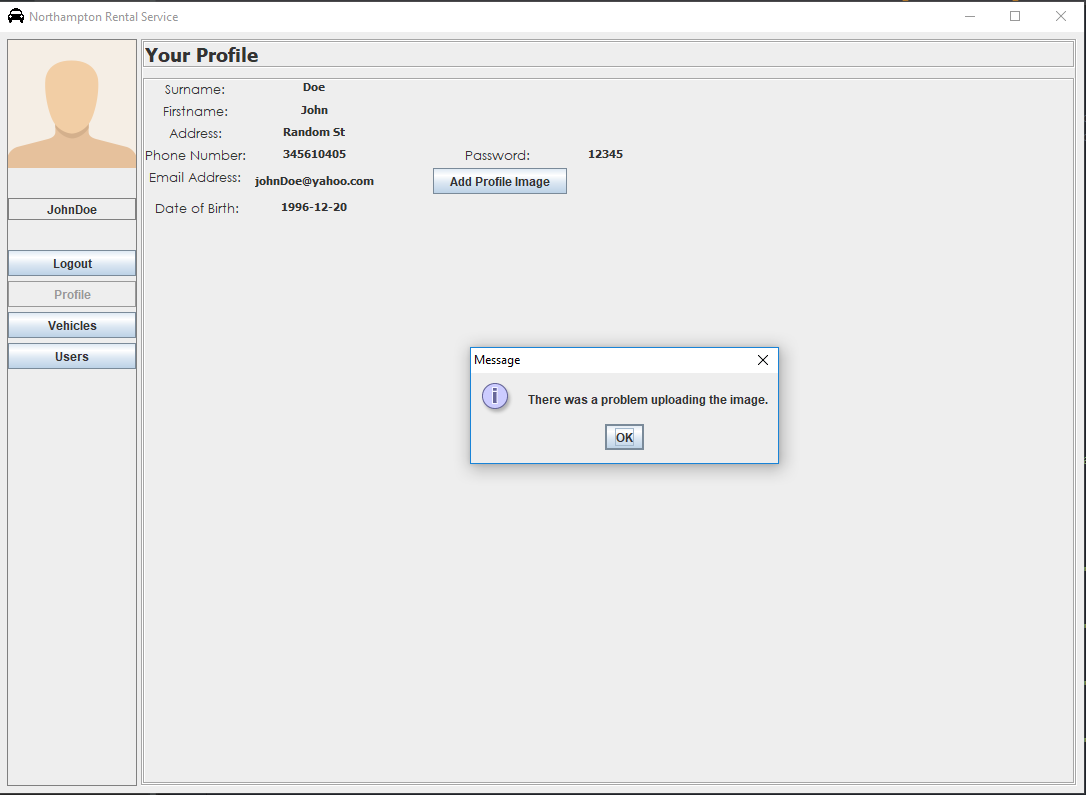 Northampton Rental Service
Your Profile
Surname: Doe
Firstname: John
Address: Random St
Phone Number: 345610405 Password: 12345
Email Address: johnDoe@yahoo.com Add Profile Image
Date of Birth: 1996-12-20
JohnDoe
Logout
Profile
Vehicles
Users
Message
There was a problem uploading the image.
OK